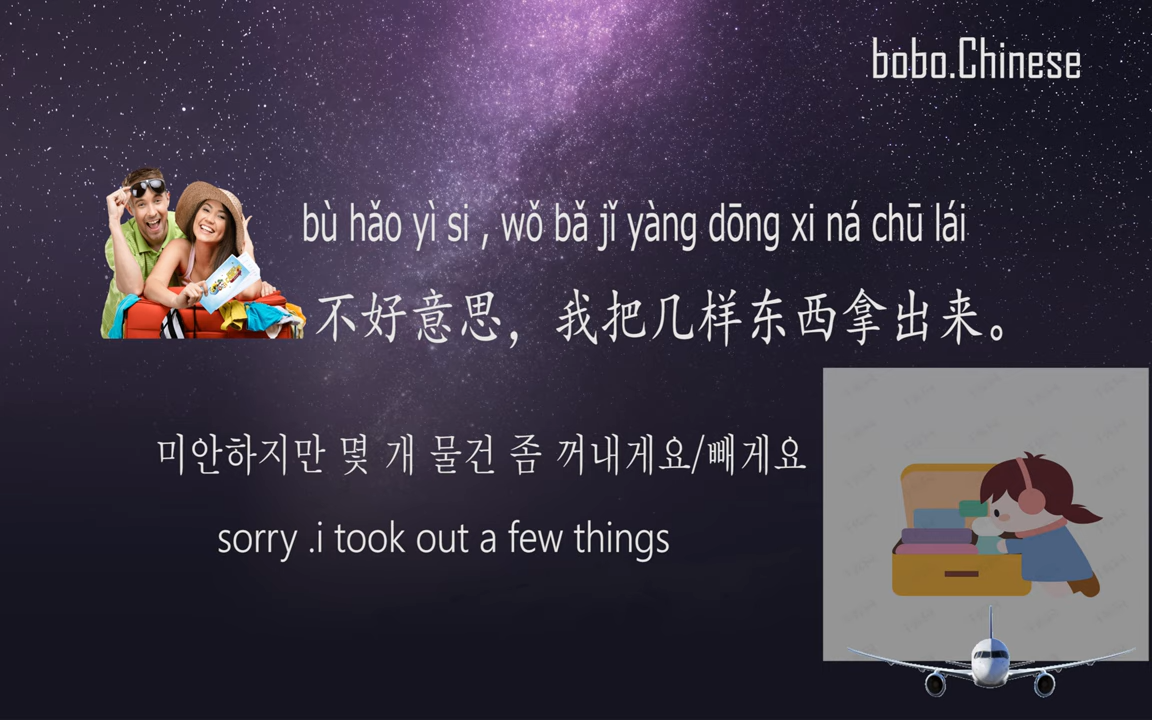 bobo.Chinese
bù hǎo yì si , wǒ bǎ jǐ yàng dōng xi ná chū lái
不好意思，我把几样东西拿出来。
미안하지만 몇 개 물건 좀 꺼내게요/빼게요
sorry .i took out a few things